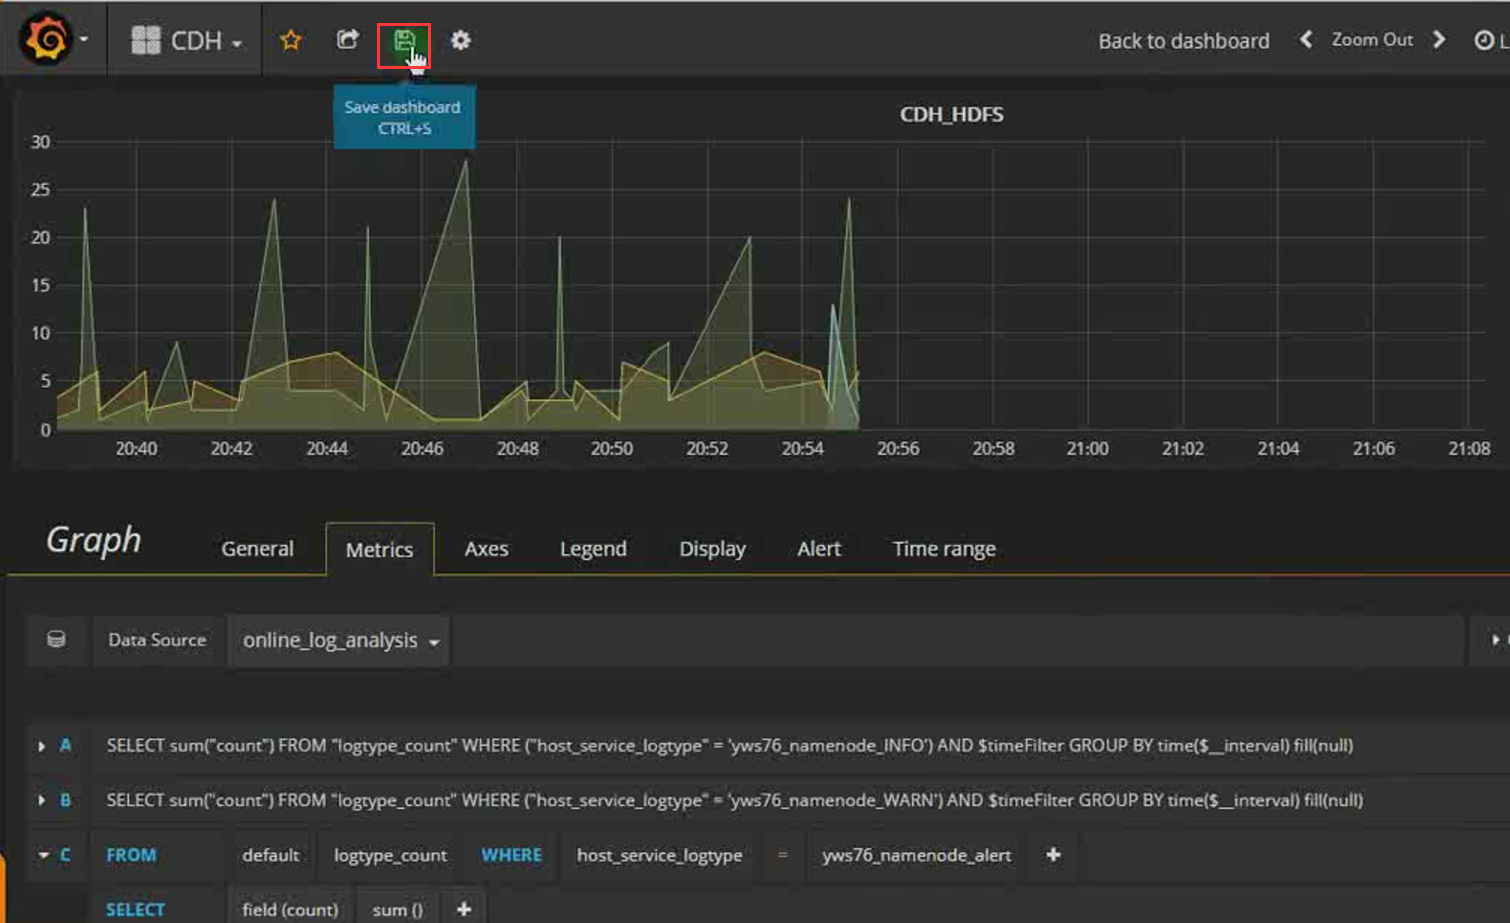 CDH
Back to dashboard
Zoom Out
Save dashboard
CTRL+S
CDH_HDFS
30
25
20
15
10
5
0
20:40 20:42 20:44 20:46 20:48 20:50 20:52 20:54 20:56 20:58 21:00 21:02 21:04 21:06 21:08
Graph General Metrics Axes Legend Display Alert Time range
Data Source online_log_analysis
A SELECT sum("count") FROM "logtype_count" WHERE ("host_service_logtype" = 'yws76_namenode_INFO') AND $timeFilter GROUP BY time($__interval) fill(null)
B SELECT sum("count") FROM "logtype_count" WHERE ("host_service_logtype" = 'yws76_namenode_WARN') AND $timeFilter GROUP BY time($__interval) fill(null)
C FROM default logtype_count WHERE host_service_logtype = yws76_namenode_alert +
SELECT field (count) sum () +